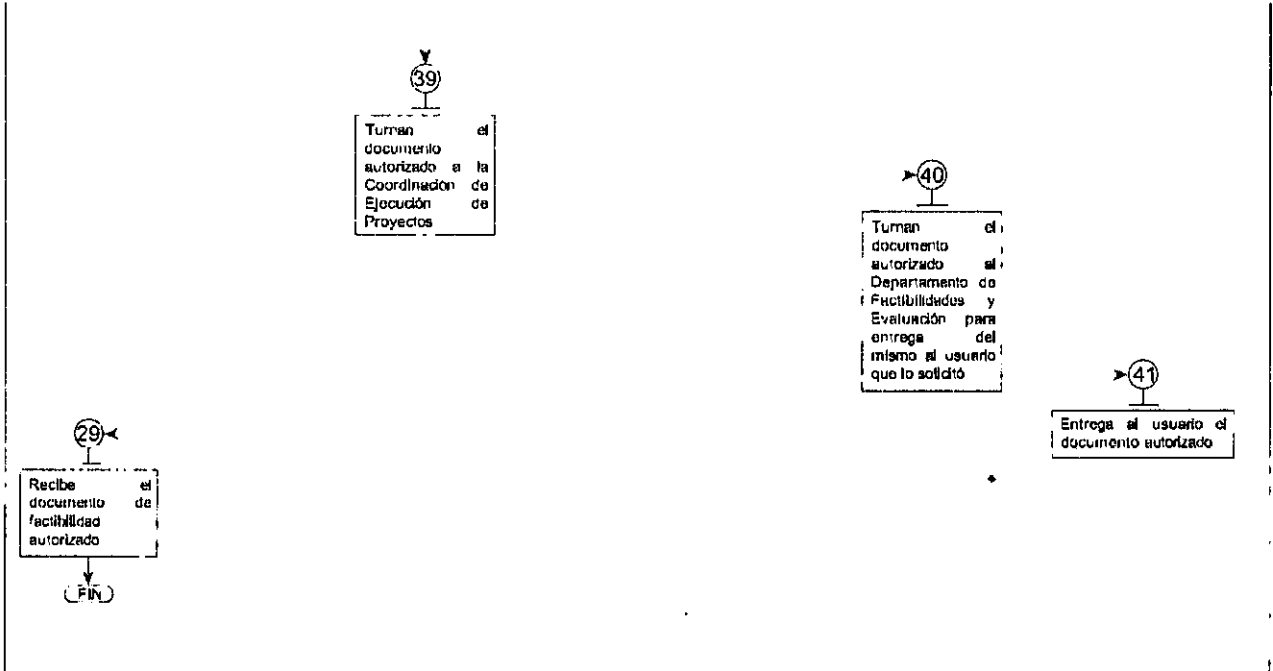 39
Turnan el
documento
autorizado a la
Coordinación de
Ejecución de
Proyectos
40
Turnan el
documento
autorizado al
Departamento de
Factibilidades y
Evaluación para
entrega del
mismo al usuario
que lo solicitó
41
Entrega al usuario el
documento autorizado
29
Recibe el
documento de
factibilidad
autorizado
FIN